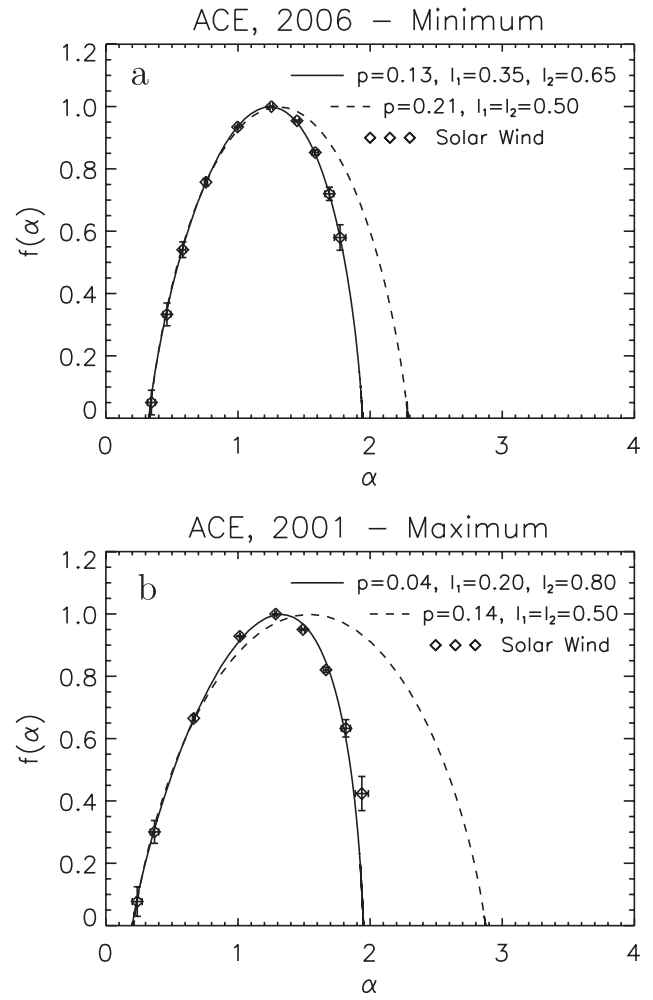 ACE, 2006 − Minimum
1.2
a
p=0.13, l₁=0.35, l₂=0.65
1.0
p=0.21, l₁=l₂=0.50
Solar Wind
0.8
f(α)
0.6
0.4
0.2
0
0 1 2 3 4
α
ACE, 2001 − Maximum
1.2
b
p=0.04, l₁=0.20, l₂=0.80
1.0
p=0.14, l₁=l₂=0.50
Solar Wind
0.8
f(α)
0.6
0.4
0.2
0
0 1 2 3 4
α